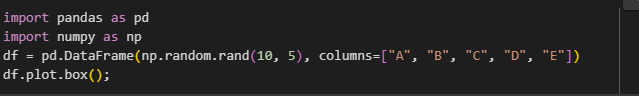 import pandas as pd
import numpy as np
df = pd.DataFrame(np.random.rand(10, 5), columns=["A", "B", "C", "D", "E"])
df.plot.box();